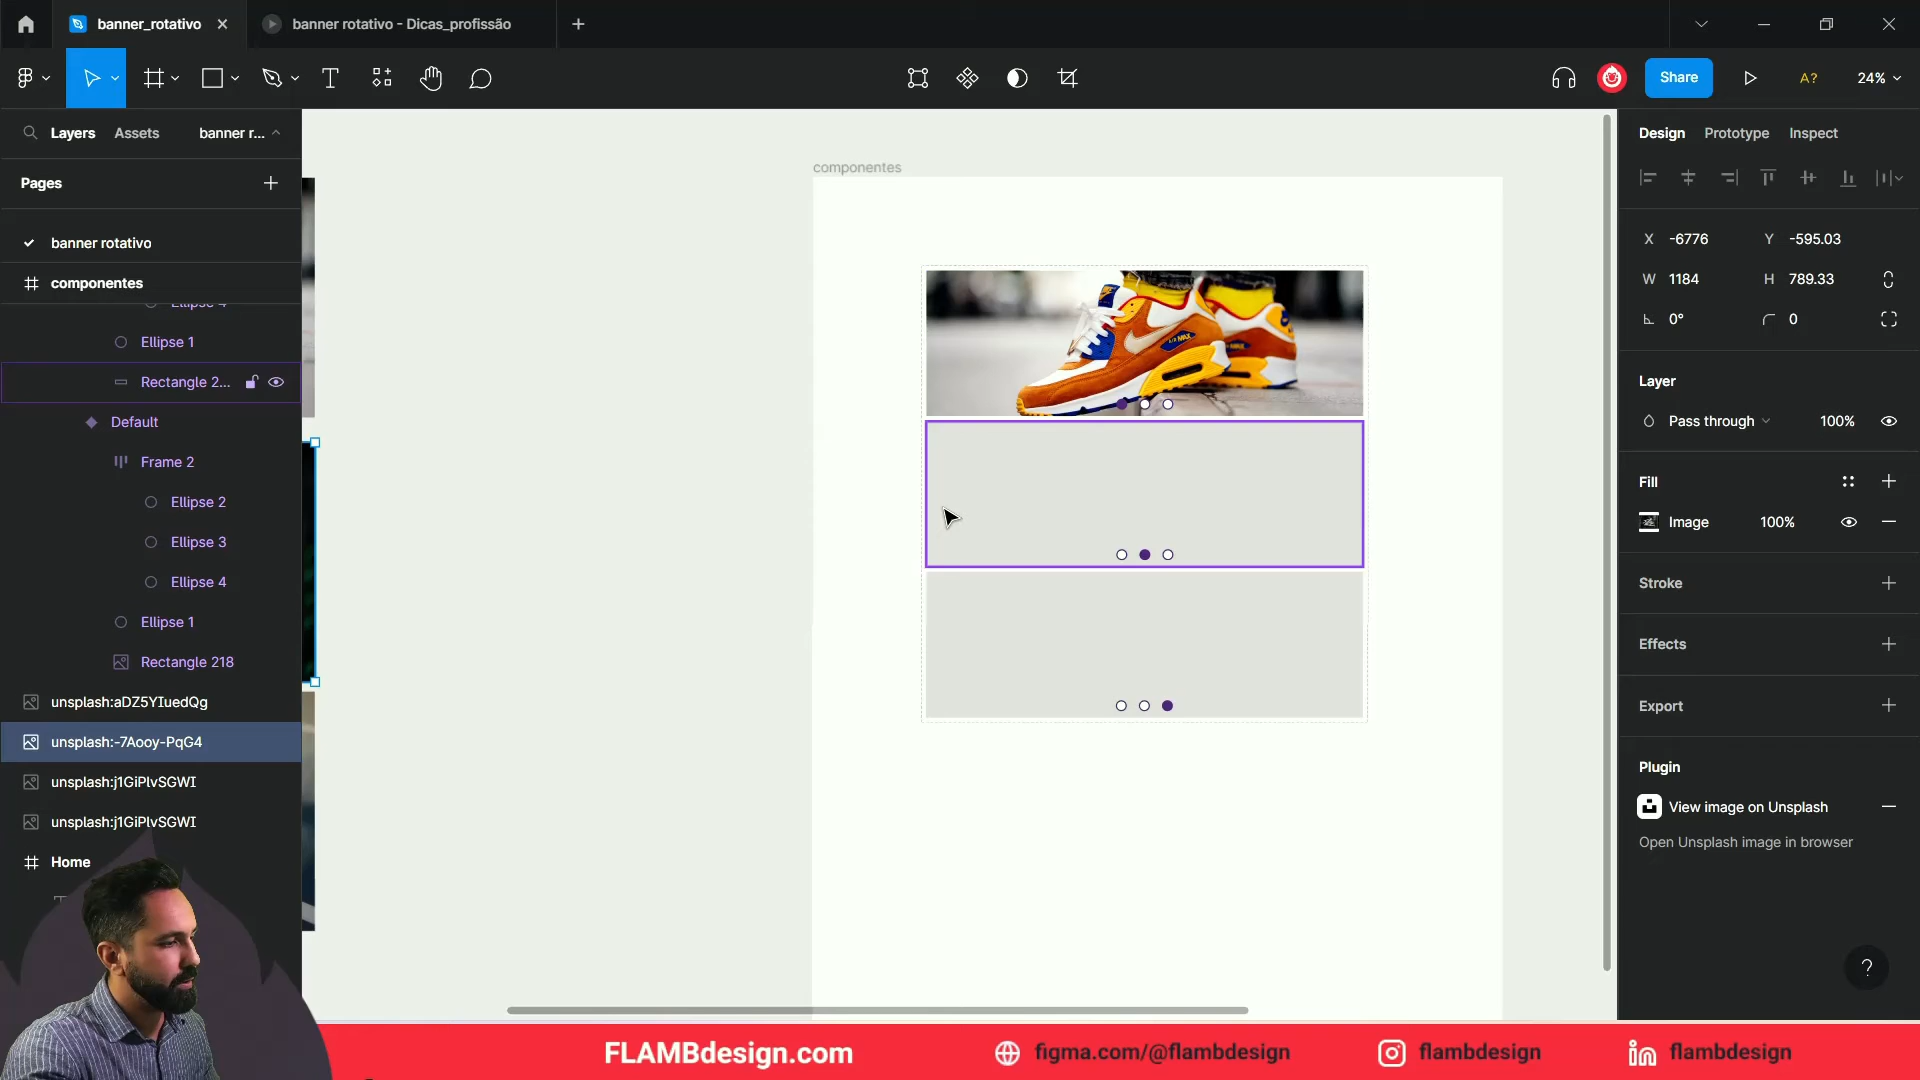 banner_rotativo
banner rotativo - Dicas_profissão
Share
A?
24%
Layers
Assets
banner r...
Pages
banner rotativo
componentes
Ellipse 1
Rectangle 2...
Default
Frame 2
Ellipse 2
Ellipse 3
Ellipse 4
Ellipse 1
Rectangle 218
unsplash:aDZ5YIuedQg
unsplash:-7Aooy-PqG4
unsplash:j1GiPlvSGWI
unsplash:j1GiPlvSGWI
Home
componentes
Design
Prototype
Inspect
X -6776
Y -595.03
W 1184
H 789.33
0°
0
Layer
Pass through
100%
Fill
Image
100%
Stroke
Effects
Export
Plugin
View image on Unsplash
Open Unsplash image in browser
?
FLAMBdesign.com
figma.com/@flambdesign
flambdesign
flambdesign